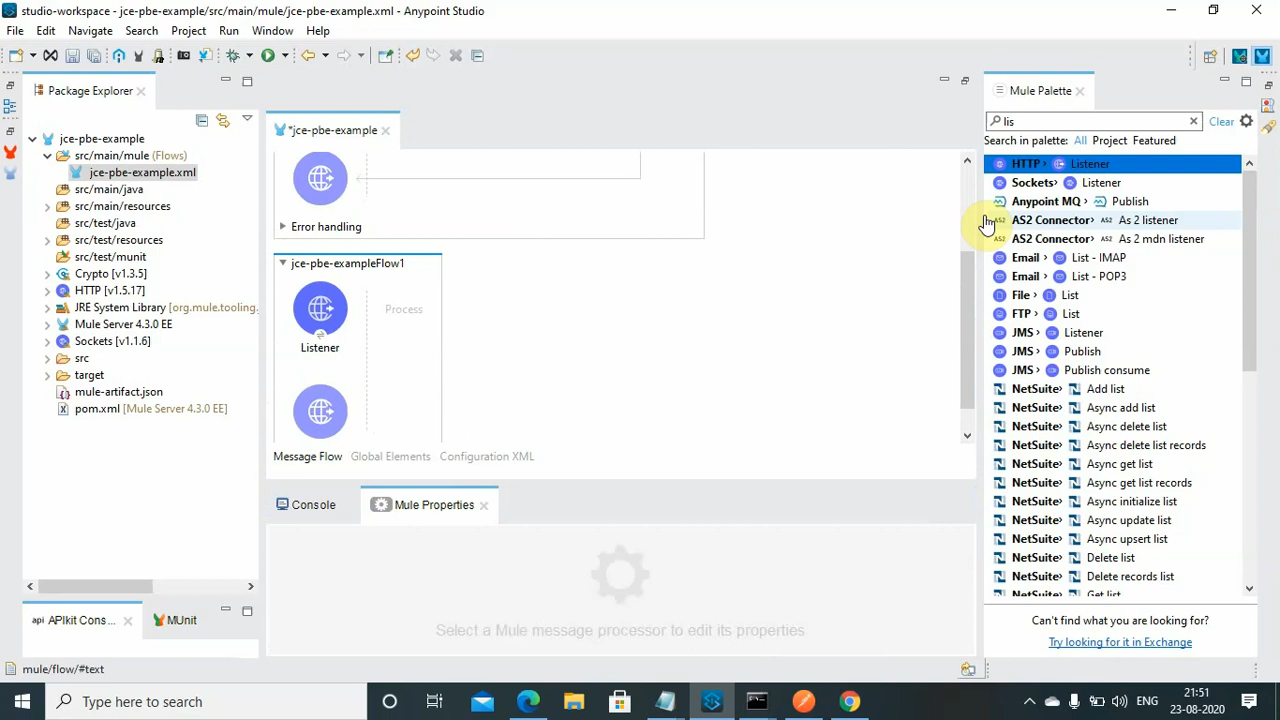 studio-workspace - jce-pbe-example/src/main/mule/jce-pbe-example.xml - Anypoint Studio
File Edit Navigate Search Project Run Window Help
Package Explorer
jce-pbe-example
src/main/mule (Flows)
jce-pbe-example.xml
src/main/java
src/main/resources
src/test/java
src/test/resources
src/test/munit
Crypto [v1.3.5]
HTTP [v1.5.17]
JRE System Library [org.mule.tooling.
Mule Server 4.3.0 EE
Sockets [v1.1.6]
src
target
mule-artifact.json
pom.xml [Mule Server 4.3.0 EE]
api APIkit Cons...
MUnit
*jce-pbe-example
Error handling
jce-pbe-exampleFlow1
Process
Listener
Message Flow Global Elements Configuration XML
Console
Mule Properties
Select a Mule message processor to edit its properties
Mule Palette
lis
Clear
Search in palette: All Project Featured
HTTP › Listener
Sockets › Listener
Anypoint MQ › Publish
AS2 AS2 Connector › AS2 As 2 listener
AS2 AS2 Connector › AS2 As 2 mdn listener
Email › List - IMAP
Email › List - POP3
File › List
FTP › List
JMS › Listener
JMS › Publish
JMS › Publish consume
NetSuite › Add list
NetSuite › Async add list
NetSuite › Async delete list
NetSuite › Async delete list records
NetSuite › Async get list
NetSuite › Async get list records
NetSuite › Async initialize list
NetSuite › Async update list
NetSuite › Async upsert list
NetSuite › Delete list
NetSuite › Delete records list
NetSuite › Get list
Can't find what you are looking for?
Try looking for it in Exchange
mule/flow/#text
Type here to search
ENG
21:51
23-08-2020